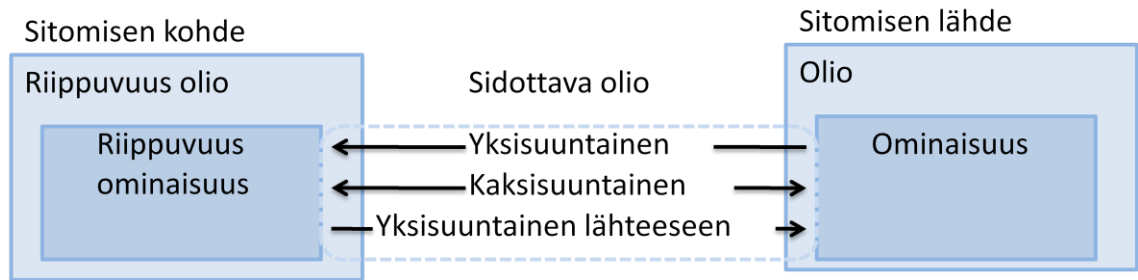 Sitomisen kohde
Sitomisen lähde
Riippuvuus olio
Sidottava olio
Olio
Riippuvuus
ominaisuus
Yksisuuntainen
Kaksisuuntainen
Yksisuuntainen lähteeseen
Ominaisuus